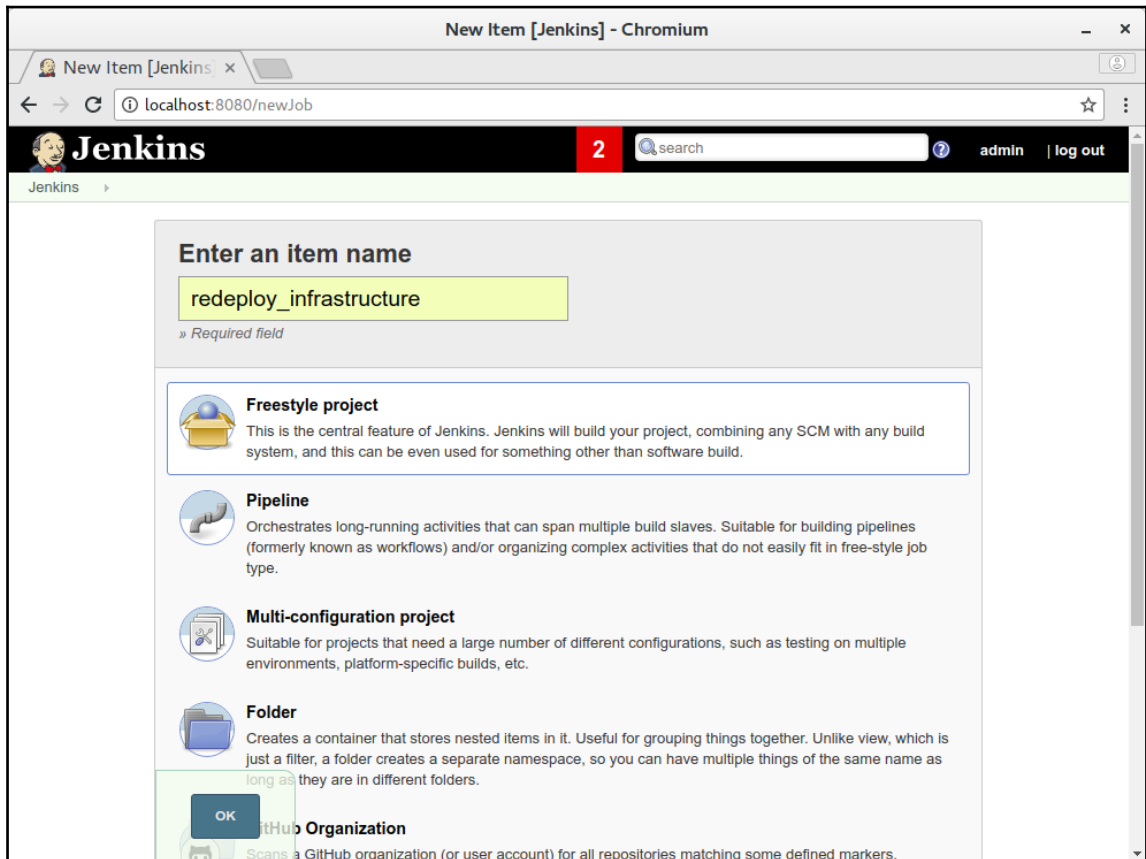 New Item [Jenkins] - Chromium
New Item [Jenkins]
localhost:8080/newJob
Jenkins
2
search
admin
| log out
Jenkins
Enter an item name
redeploy_infrastructure
» Required field
Freestyle project
This is the central feature of Jenkins. Jenkins will build your project, combining any SCM with any build
system, and this can be even used for something other than software build.
Pipeline
Orchestrates long-running activities that can span multiple build slaves. Suitable for building pipelines
(formerly known as workflows) and/or organizing complex activities that do not easily fit in free-style job
type.
Multi-configuration project
Suitable for projects that need a large number of different configurations, such as testing on multiple
environments, platform-specific builds, etc.
Folder
Creates a container that stores nested items in it. Useful for grouping things together. Unlike view, which is
just a filter, a folder creates a separate namespace, so you can have multiple things of the same name as
long as they are in different folders.
OK
GitHub Organization
Scans a GitHub organization (or user account) for all repositories matching some defined markers.